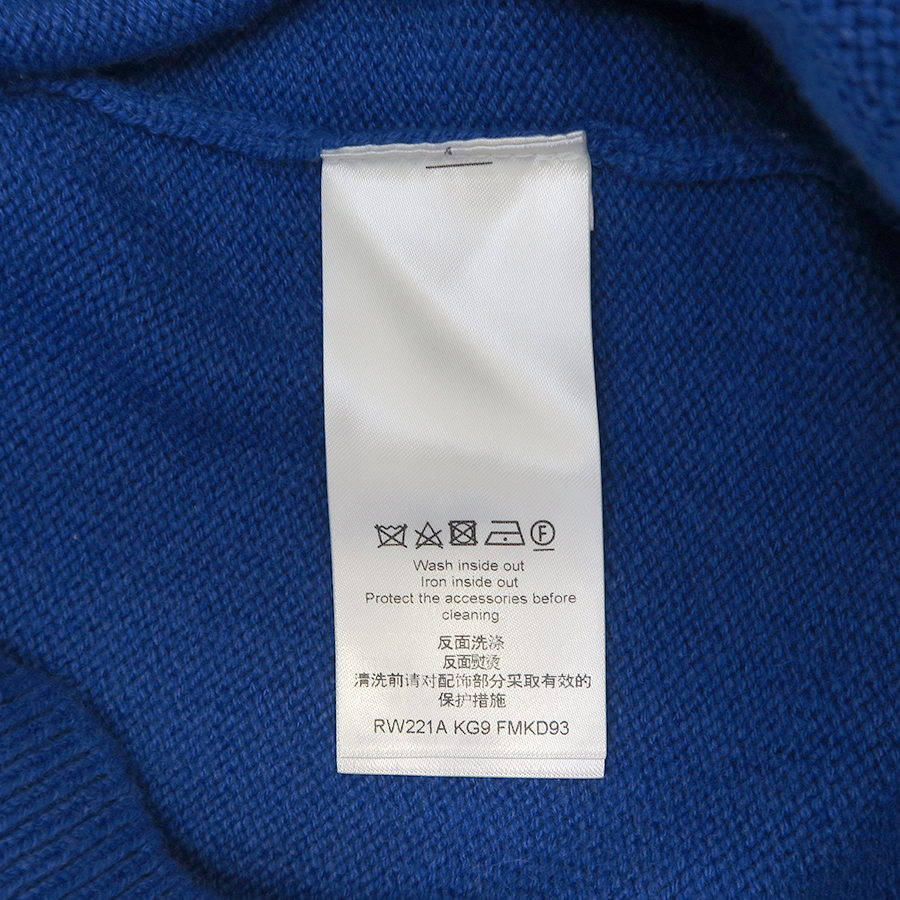 F
Wash inside out
Iron inside out
Protect the accessories before
cleaning
反面洗涤
反面熨烫
清洗前请对配饰部分采取有效的
保护措施
RW221A KG9 FMKD93